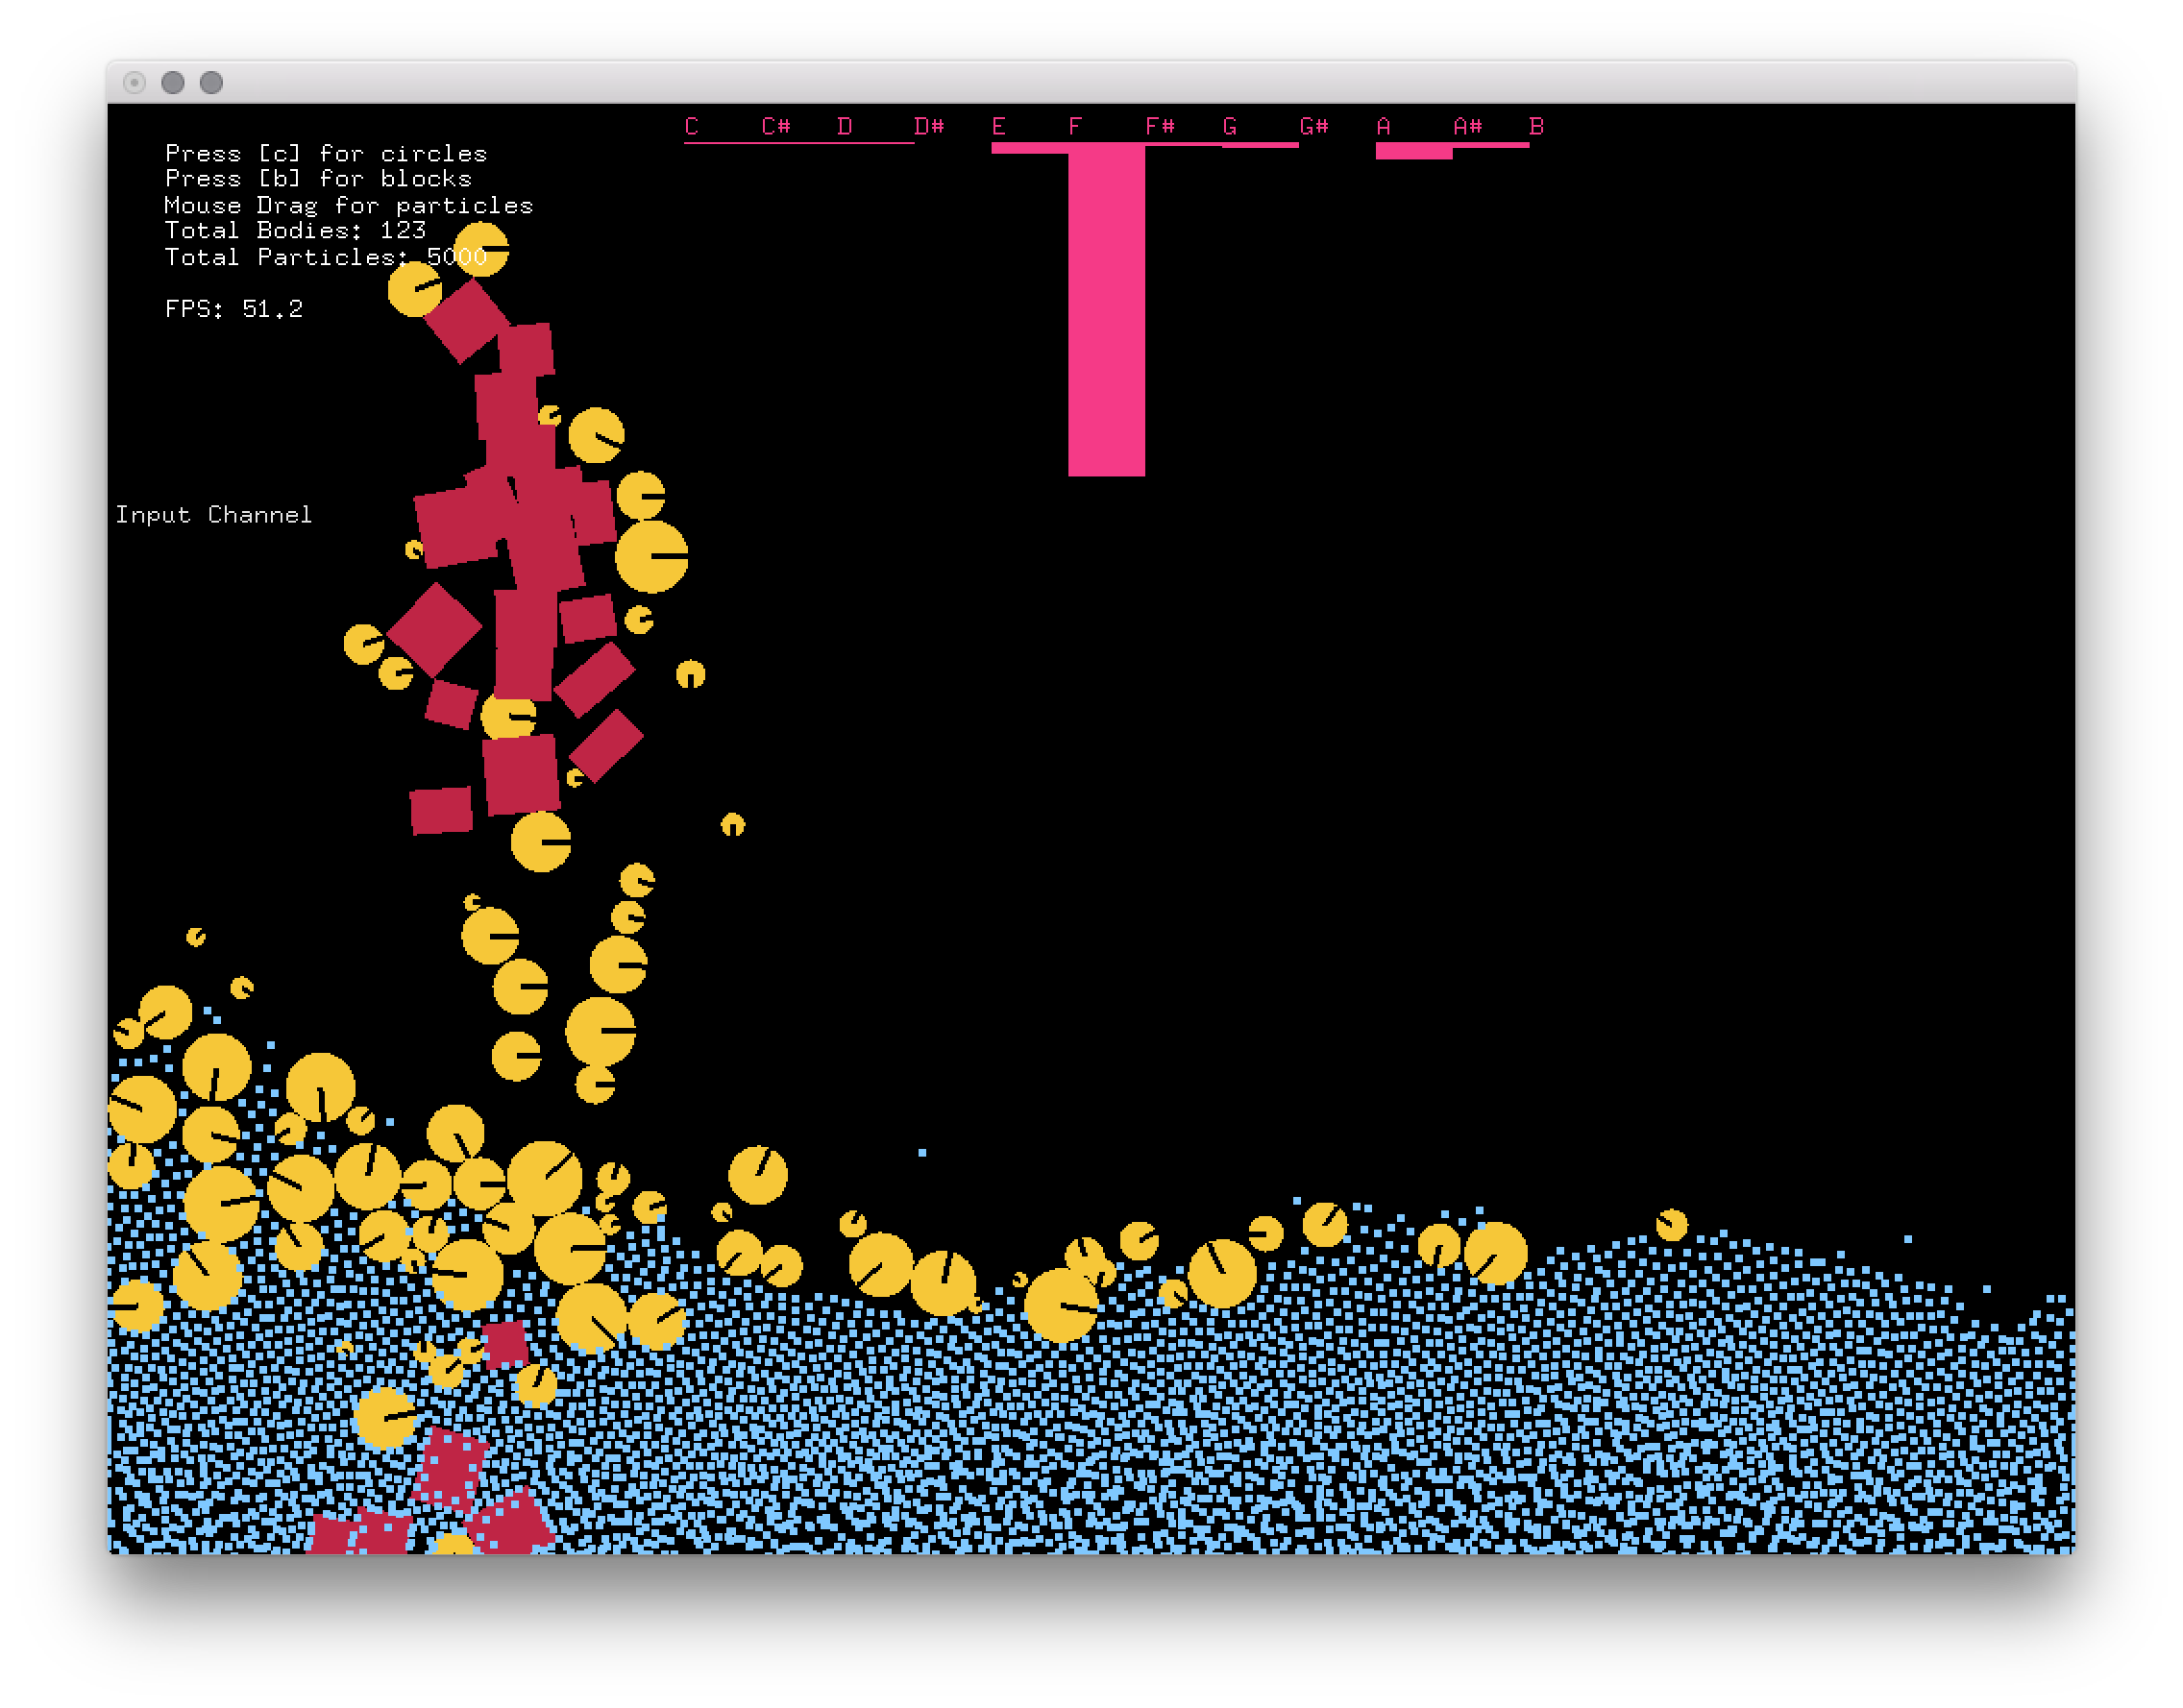 C C# D D# E F F# G G# A A# B
Press [c] for circles
Press [b] for blocks
Mouse Drag for particles
Total Bodies: 123
Total Particles: 5000
FPS: 51.2
Input Channel